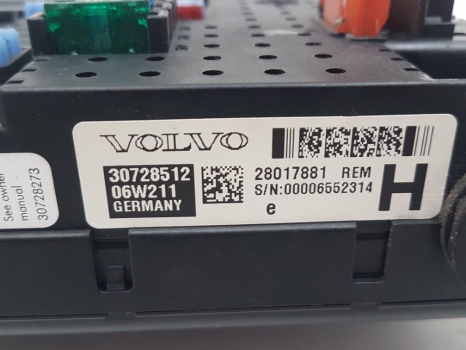 VOLVO
30728512
06W211
GERMANY
28017881 REM
S/N:00006552314
e
H
See owner
manual
30728273